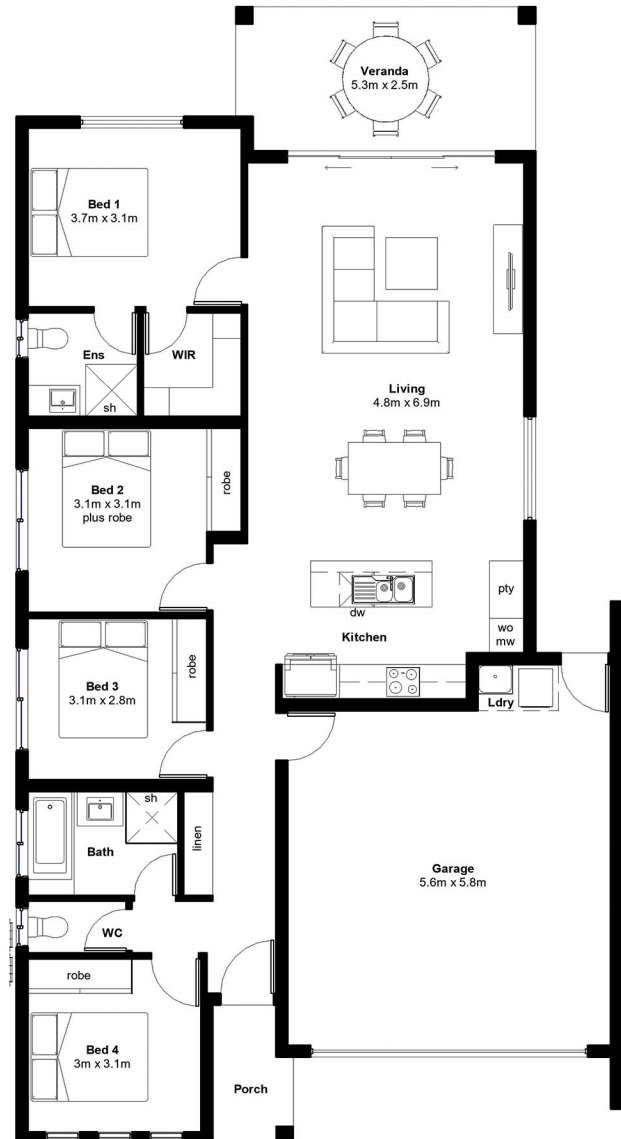 Veranda
5.3m x 2.5m
Bed 1
3.7m x 3.1m
Ens
WIR
sh
Living
4.8m x 6.9m
Bed 2
3.1m x 3.1m
plus robe
robe
dw
pty
Kitchen
wo
mw
Bed 3
3.1m x 2.8m
robe
Ldry
sh
Bath
linen
Garage
5.6m x 5.8m
WC
robe
Bed 4
3m x 3.1m
Porch